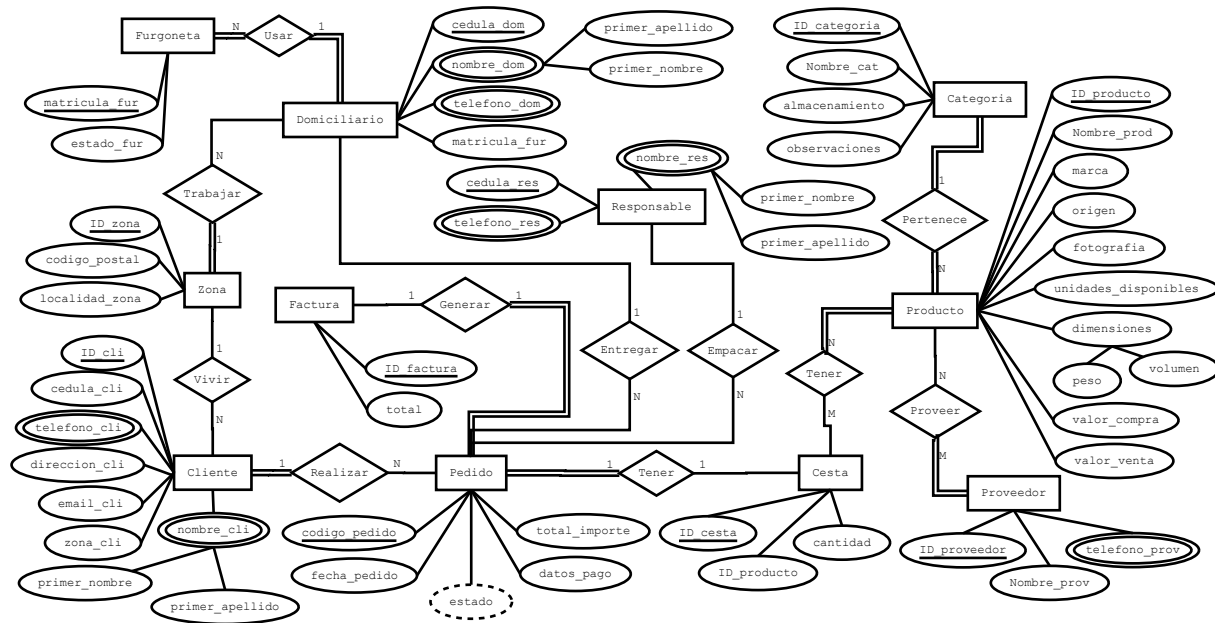 cedula_dom
primer_apellido
ID_categoria
Furgoneta
N
Usar
1
nombre_dom
primer_nombre
Nombre_cat
ID_producto
Categoria
matricula_fur
telefono_dom
almacenamiento
Domiciliario
Nombre_prod
estado_fur
matricula_fur
observaciones
nombre_res
marca
N
cedula_res
1
Trabajar
primer_nombre
Responsable
origen
ID_zona
telefono_res
Pertenece
1
primer_apellido
fotografia
codigo_postal
N
Zona
unidades_disponibles
localidad_zona
Factura
1
Generar
1
Producto
1
1
dimensiones
1
N
ID_cli
Entregar
Empacar
ID_factura
volumen
Vivir
Tener
N
peso
cedula_cli
N
N
total
Proveer
N
M
valor_compra
telefono_cli
M
direccion_cli
Cliente
1
Realizar
N
Pedido
1
Tener
1
Cesta
valor_venta
Proveedor
email_cli
nombre_cli
codigo_pedido
total_importe
ID_cesta
cantidad
zona_cli
ID_proveedor
telefono_prov
primer_nombre
fecha_pedido
datos_pago
ID_producto
Nombre_prov
primer_apellido
estado